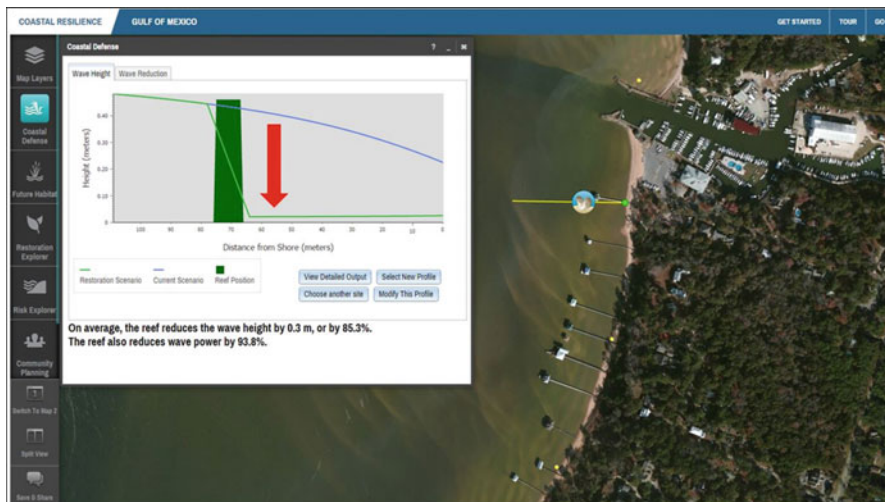 COASTAL RESILIENCE
GULF OF MEXICO
GET STARTED
TOUR
GO
Map Layers
Coastal
Defense
Future Habitat
Restoration
Explorer
Risk Explorer
Community
Planning
Switch To Map 2
Split View
Save & Share
Coastal Defense
?
_
Wave Height
Wave Reduction
Height (meters)
0.40
0.30
0.20
0.10
0
100
90
80
70
60
50
40
30
20
10
0
Distance from Shore (meters)
Restoration Scenario
Current Scenario
Reef Position
View Detailed Output
Select New Profile
Choose another site
Modify This Profile
On average, the reef reduces the wave height by 0.3 m, or by 85.3%.
The reef also reduces wave power by 93.8%.